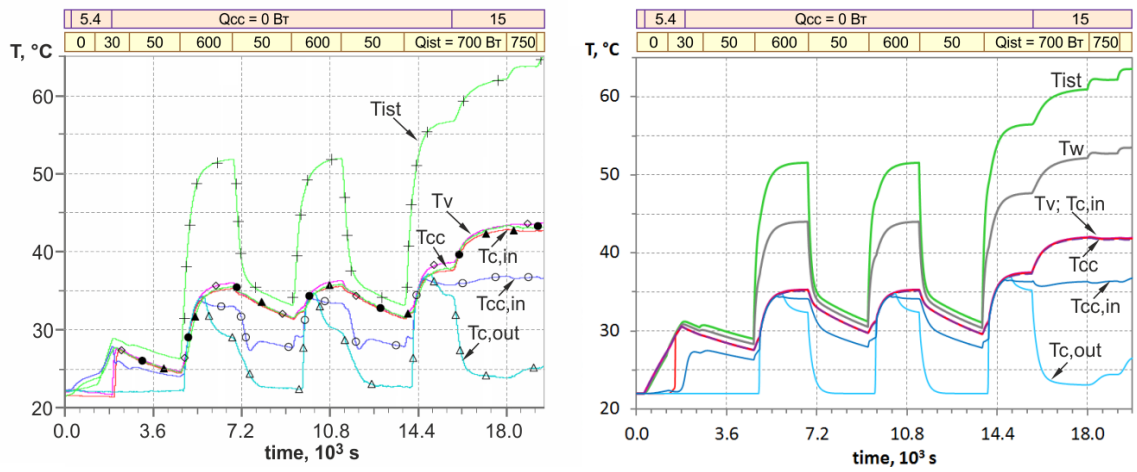 5.4 Qcc = 0 Вт 15
0 30 50 600 50 600 50 Qist = 700 Вт 750
T, °C
60
50
40
30
20
Tist
Tv
Tcc
Tc,in
Tcc,in
Tc,out
0.0 3.6 7.2 10.8 14.4 18.0
time, 10³ s
5.4 Qcc = 0 Вт 15
0 30 50 600 50 600 50 Qist = 700 Вт 750
T, °C
60
50
40
30
20
Tist
Tw
Tv; Tc,in
Tcc
Tcc,in
Tc,out
0.0 3.6 7.2 10.8 14.4 18.0
time, 10³ s